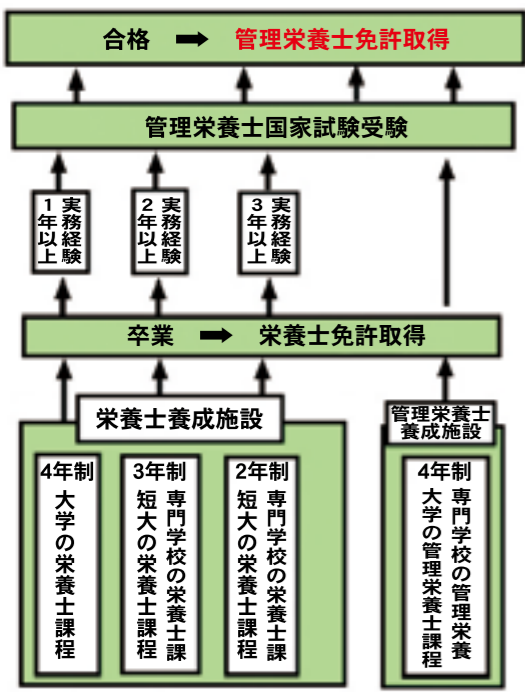 合格 ➡ 管理栄養士免許取得
管理栄養士国家試験受験
実務経験
1年以上
実務経験
2年以上
実務経験
3年以上
卒業 ➡ 栄養士免許取得
栄養士養成施設
管理栄養士
養成施設
4年制
大学の栄養士課程
3年制
専門学校の栄養士課
短大の栄養士課程
2年制
専門学校の栄養士課
短大の栄養士課程
4年制
専門学校の管理栄養
大学の管理栄養士課程